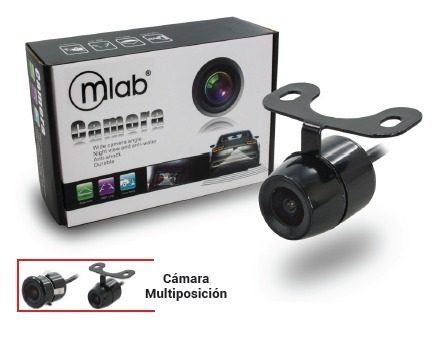 mlab®
Camera
Wide camera angle
Night view and anti-water
Anti-shock
Durable
Cámara
Multiposición